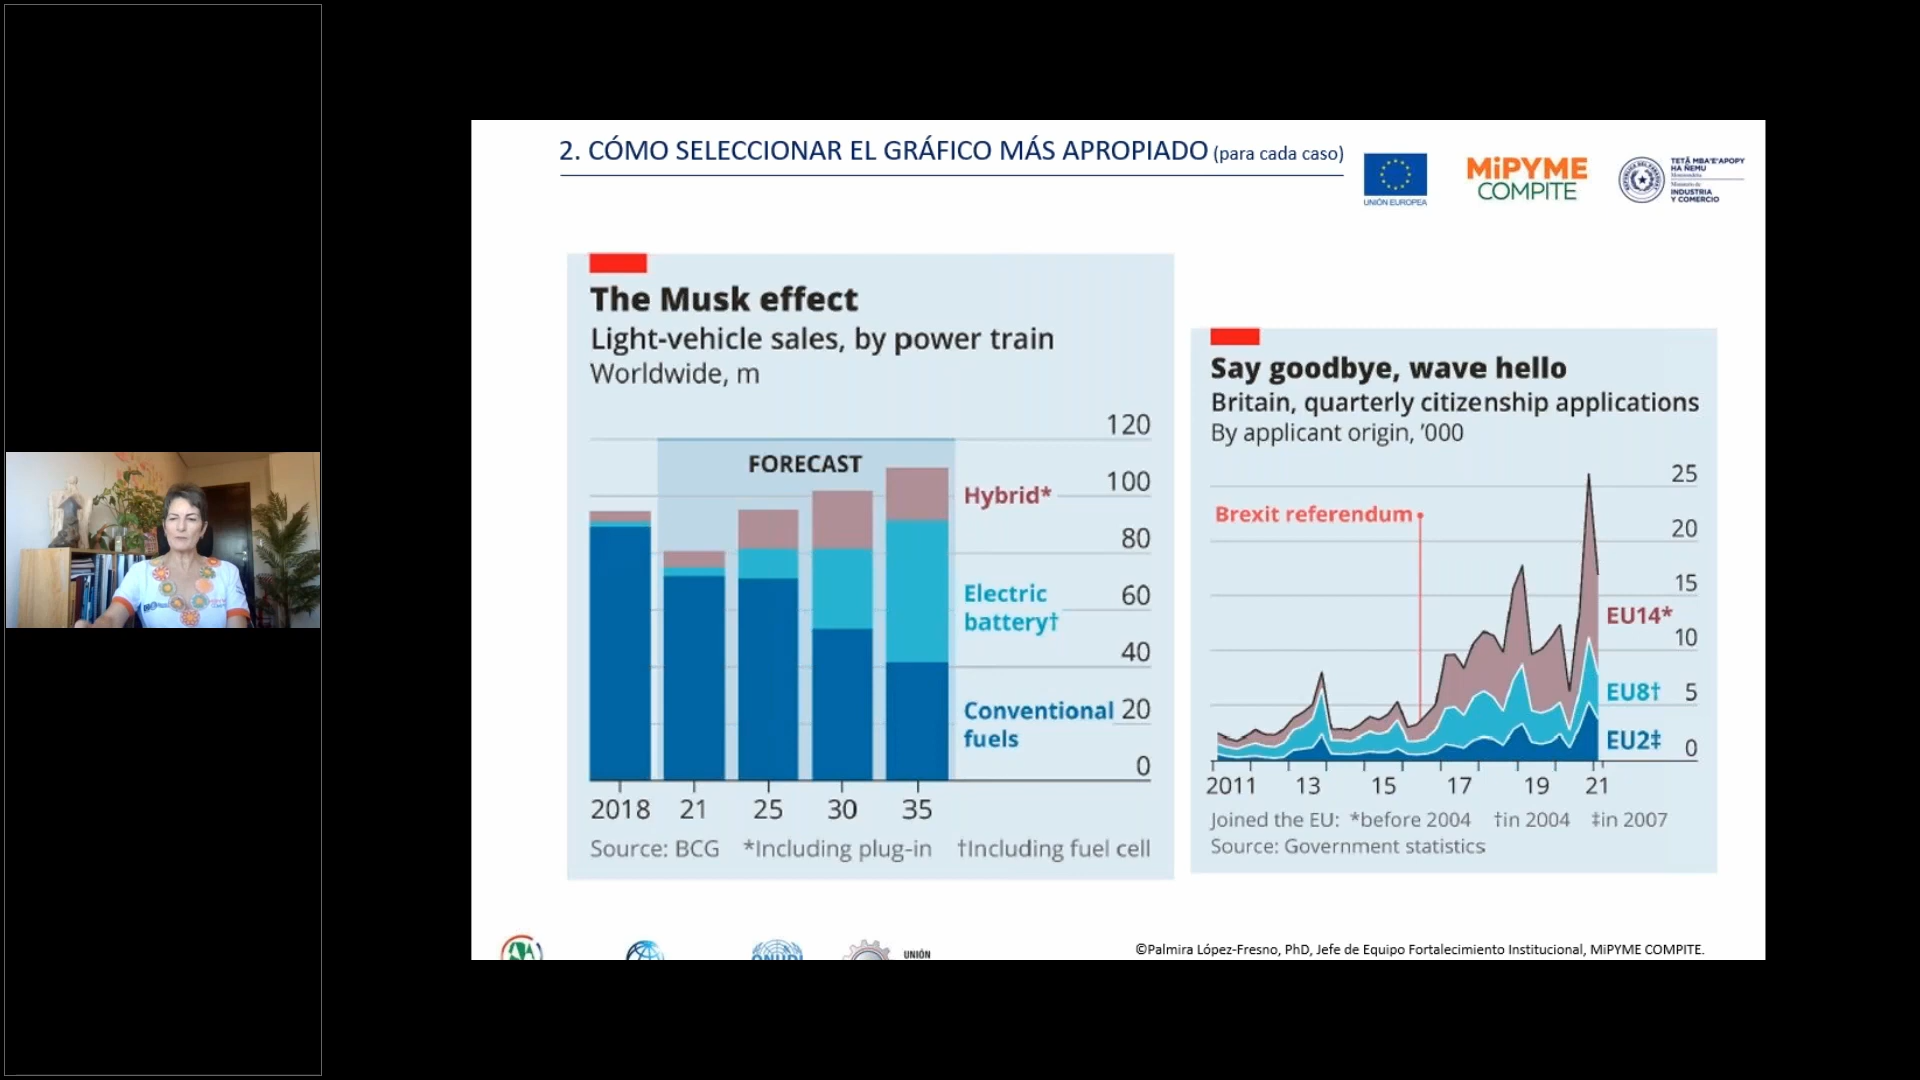 2. CÓMO SELECCIONAR EL GRÁFICO MÁS APROPIADO (para cada caso)
UNIÓN EUROPEA
MiPYME
COMPITE
TETÃ MBA'E'APOPY
HA ÑEMU
Ministerio de
INDUSTRIA
Y COMERCIO
The Musk effect
Light-vehicle sales, by power train
Worldwide, m
120
FORECAST
100
Hybrid*
80
60
Electric
battery†
40
Conventional
fuels
20
0
2018 21 25 30 35
Source: BCG *Including plug-in †Including fuel cell
Say goodbye, wave hello
Britain, quarterly citizenship applications
By applicant origin, ’000
25
Brexit referendum
20
15
EU14*
10
EU8†
5
EU2‡
0
2011 13 15 17 19 21
Joined the EU: *before 2004 †in 2004 ‡in 2007
Source: Government statistics
UNIÓN
©Palmira López-Fresno, PhD, Jefe de Equipo Fortalecimiento Institucional, MiPYME COMPITE.